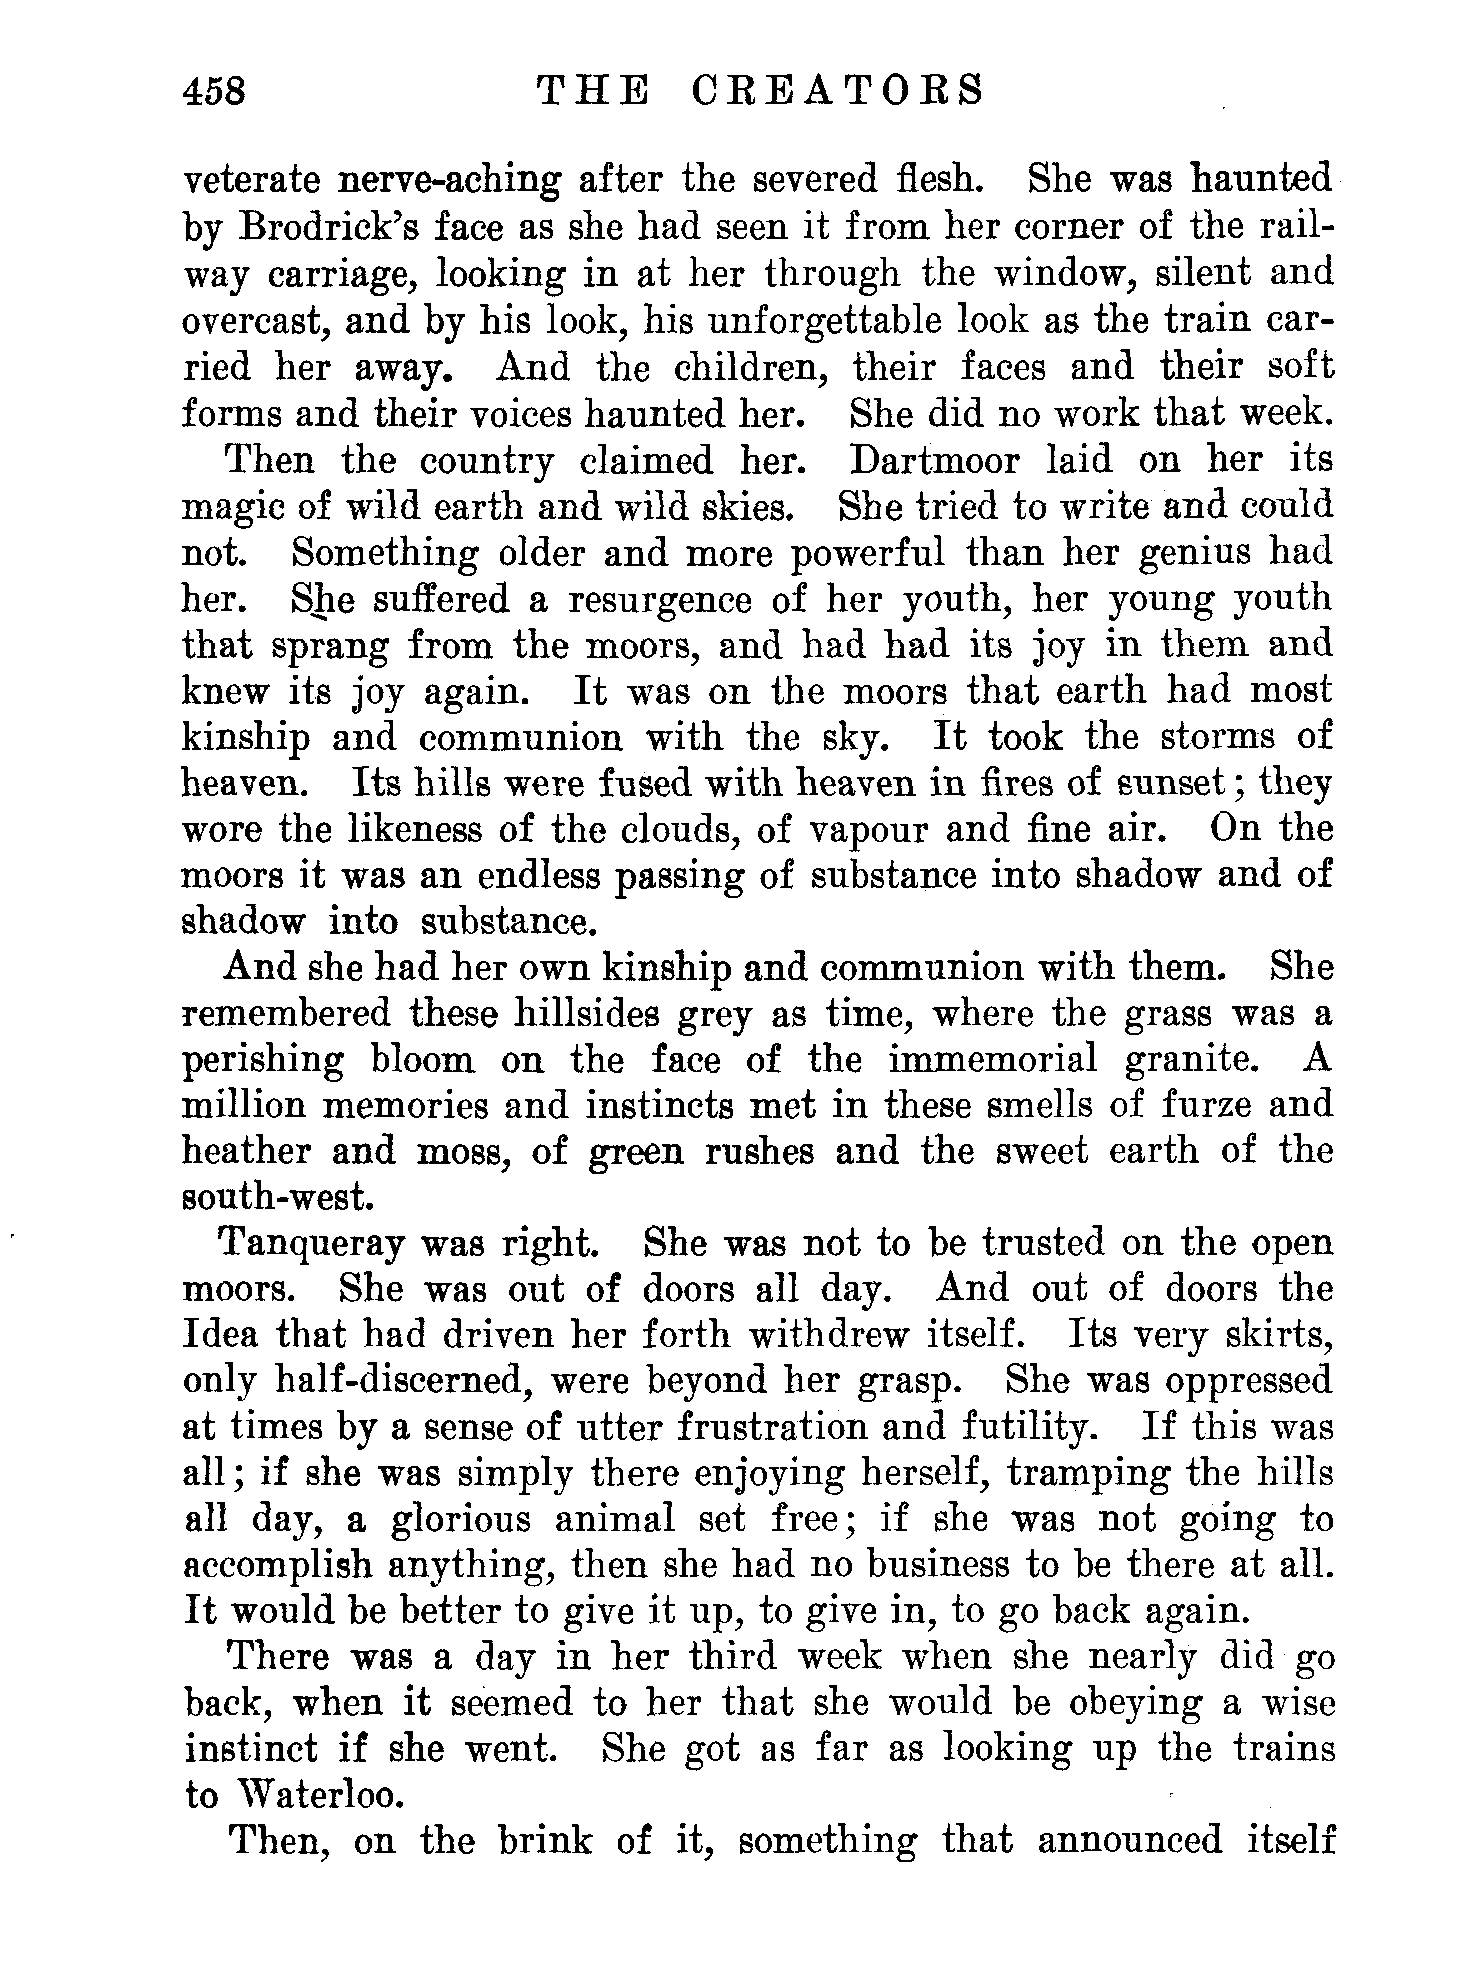 458 THE CREATORS
veterate nerve-aching after the severed flesh. She was haunted
by Brodrick's face as she had seen it from her corner of the rail-
way carriage, looking in at her through the window, silent and
overcast, and by his look, his unforgettable look as the train car-
ried her away. And the children, their faces and their soft
forms and their voices haunted her. She did no work that week.
Then the country claimed her. Dartmoor laid on her its
magic of wild earth and wild skies. She tried to write and could
not. Something older and more powerful than her genius had
her. She suffered a resurgence of her youth, her young youth
that sprang from the moors, and had had its joy in them and
knew its joy again. It was on the moors that earth had most
kinship and communion with the sky. It took the storms of
heaven. Its hills were fused with heaven in fires of sunset; they
wore the likeness of the clouds, of vapour and fine air. On the
moors it was an endless passing of substance into shadow and of
shadow into substance.
And she had her own kinship and communion with them. She
remembered these hillsides grey as time, where the grass was a
perishing bloom on the face of the immemorial granite. A
million memories and instincts met in these smells of furze and
heather and moss, of green rushes and the sweet earth of the
south-west.
Tanqueray was right. She was not to be trusted on the open
moors. She was out of doors all day. And out of doors the
Idea that had driven her forth withdrew itself. Its very skirts,
only half-discerned, were beyond her grasp. She was oppressed
at times by a sense of utter frustration and futility. If this was
all; if she was simply there enjoying herself, tramping the hills
all day, a glorious animal set free; if she was not going to
accomplish anything, then she had no business to be there at all.
It would be better to give it up, to give in, to go back again.
There was a day in her third week when she nearly did go
back, when it seemed to her that she would be obeying a wise
instinct if she went. She got as far as looking up the trains
to Waterloo.
Then, on the brink of it, something that announced itself